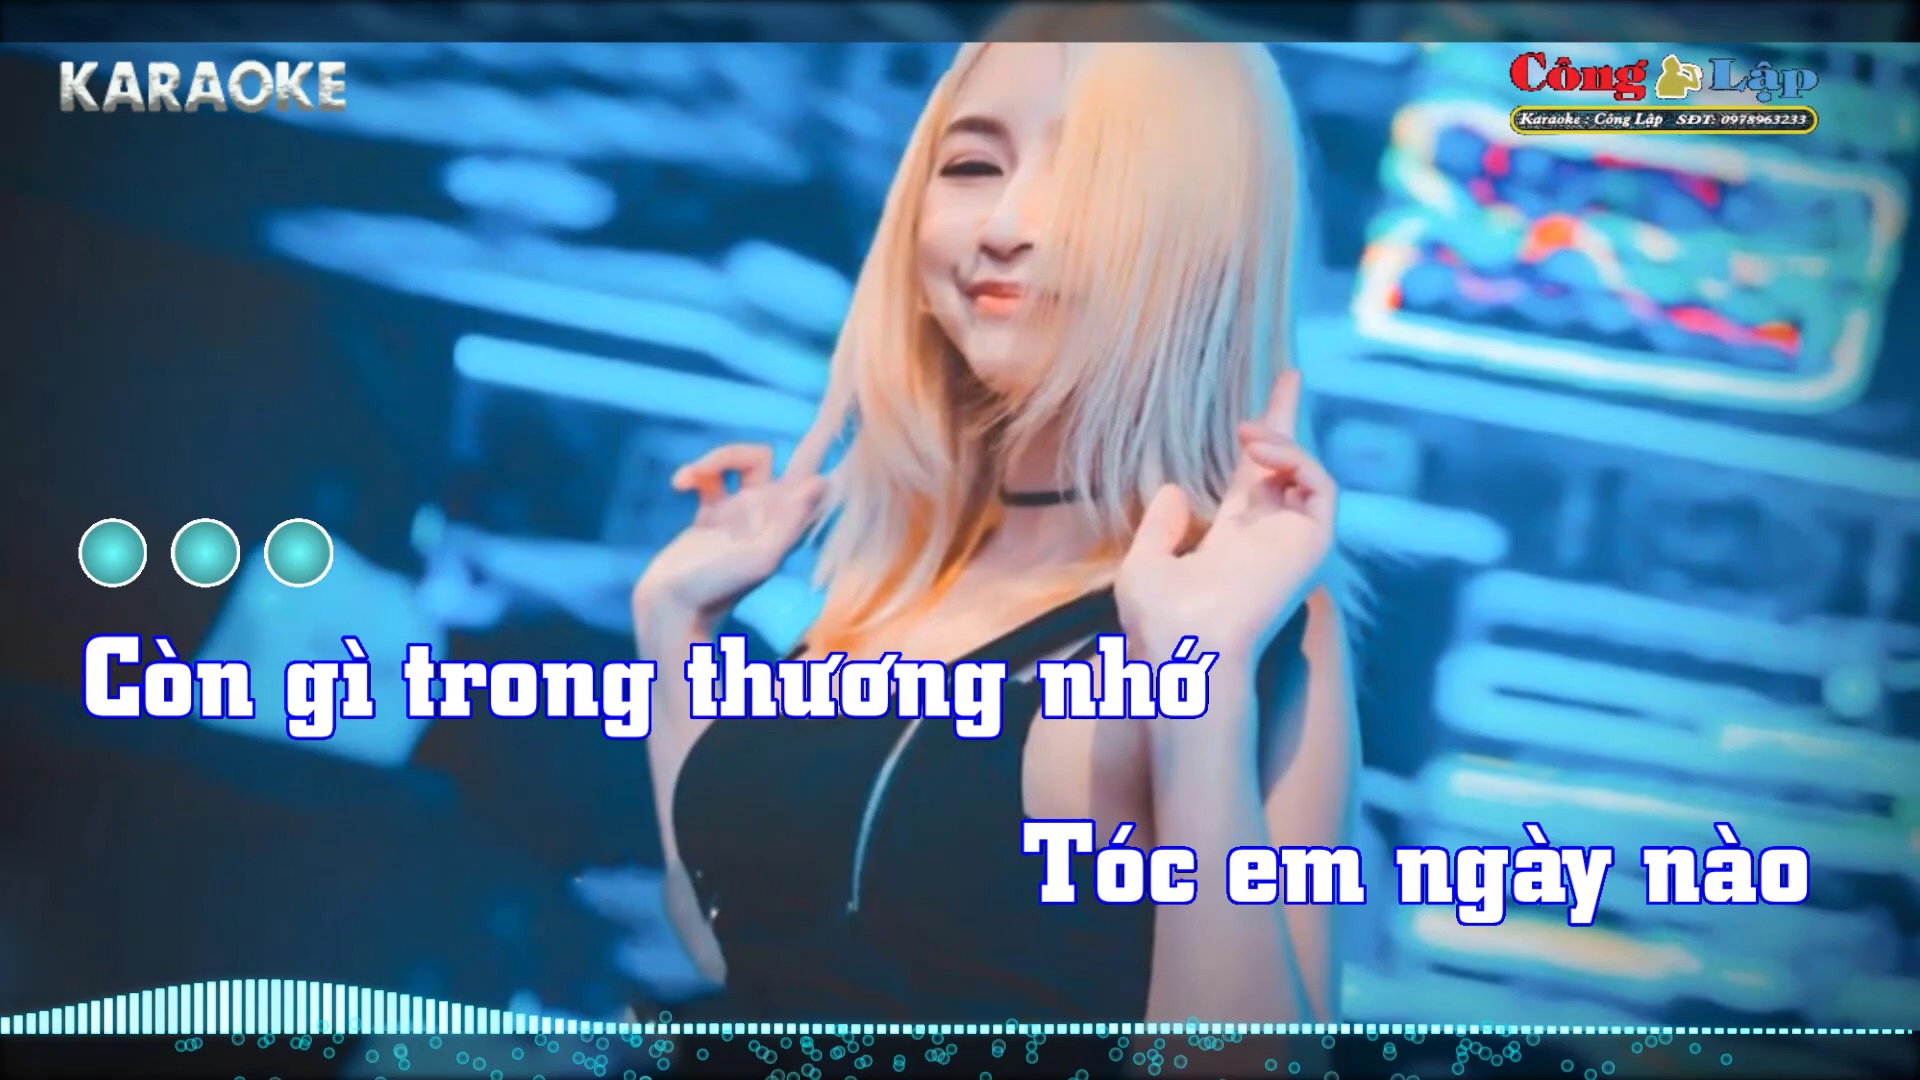 KARAOKE
Công Lập
Karaoke : Công Lập SĐT: 0978963233
Còn gì trong thương nhớ
Tóc em ngày nào